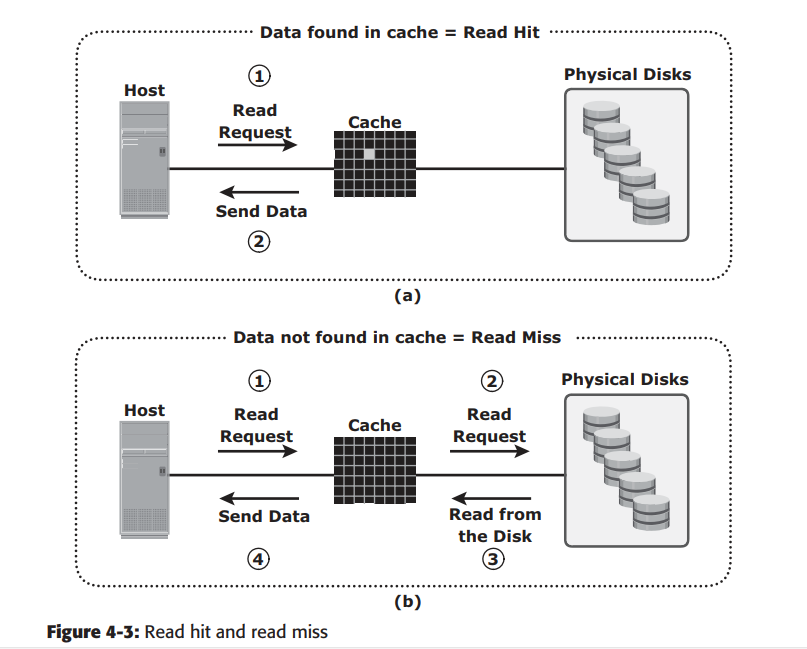 Data found in cache = Read Hit
①
Physical Disks
Host
Read
Request
Cache
Send Data
②
(a)
Data not found in cache = Read Miss
①
②
Physical Disks
Host
Read
Request
Cache
Read
Request
Send Data
Read from
the Disk
④
③
(b)
Figure 4-3: Read hit and read miss